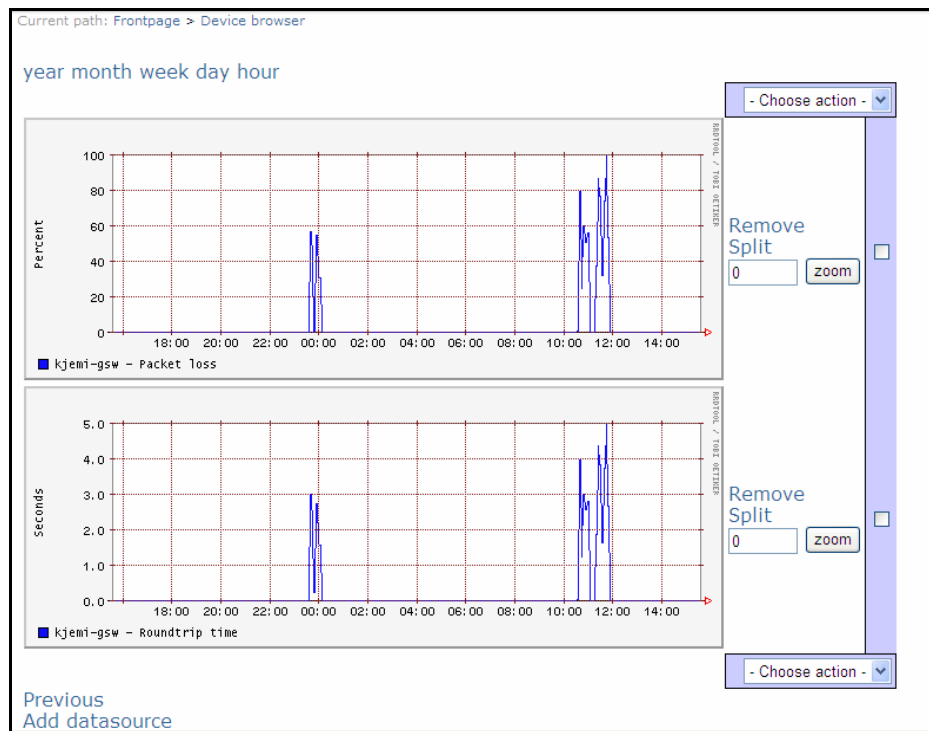 Current path: Frontpage > Device browser
year month week day hour
- Choose action -
RRDTOOL / TOBI OETIKER
Percent
100
80
60
40
20
0
18:00 20:00 22:00 00:00 02:00 04:00 06:00 08:00 10:00 12:00 14:00
kjemi-gsw - Packet loss
Remove
Split
0 zoom
RRDTOOL / TOBI OETIKER
Seconds
5.0
4.0
3.0
2.0
1.0
0.0
18:00 20:00 22:00 00:00 02:00 04:00 06:00 08:00 10:00 12:00 14:00
kjemi-gsw - Roundtrip time
Remove
Split
0 zoom
- Choose action -
Previous
Add datasource